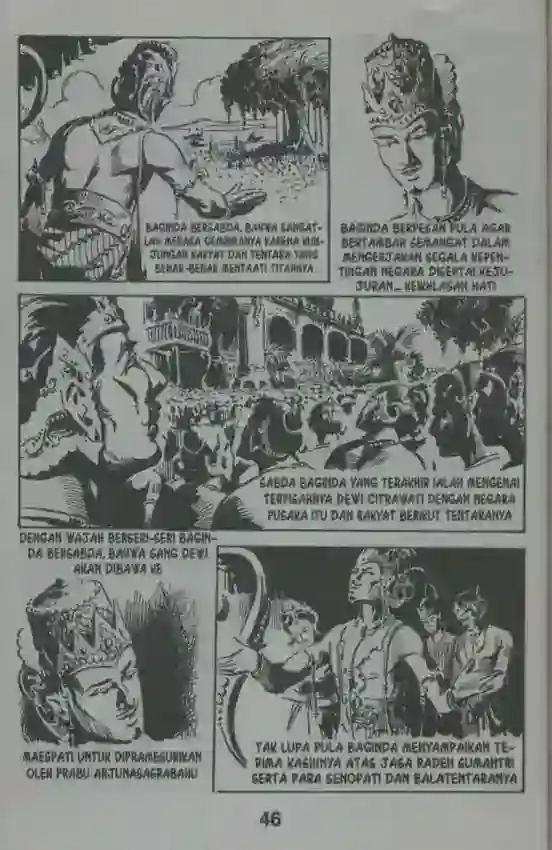 BAGINDA BERSABDA, BAHWA SANGAT-
LAH MERAKA GEMBIRANYA KARENA KUN-
JUNGAN RAKYAT DAN TENTARA YANG
BENAR-BENAR MENTAATI TITAHNYA
BAGINDA BERPESAN PULA AGAR
BERTAMBAH SEMANGAT DALAM
MENGERJAKAN SEGALA KEPEN-
TINGAN NEGARA DISERTAI KEJU-
JURAN... KEIKHLASAN HATI
SABDA BAGINDA YANG TERAKHIR IALAH MENGENAI
TERPISAHNYA DEWI CITRAWATI DENGAN NEGARA
PUSAKA ITU DAN RAKYAT BERIKUT TENTARANYA
DENGAN WAJAH BERSERI-SERI BAGIN-
DA BERSABDA, BAHWA SANG DEWI
AKAN DIBAWA KE
MAESPATI UNTUK DIPRAMESURIKAN
OLEH PRABU ARJUNASASRABAHU
TAK LUPA PULA BAGINDA MENYAMPAIKAN TE-
RIMA KASIHNYA ATAS JASA RADEN SUMANTRI
SERTA PARA SENOPATI DAN BALATENTARANYA
46